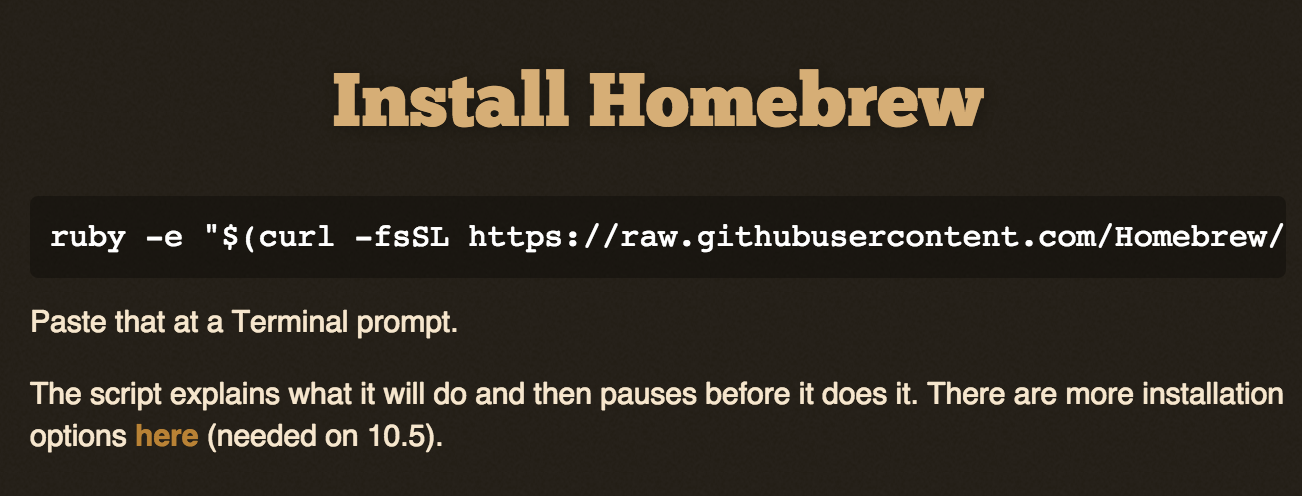 Install Homebrew
ruby -e "$(curl -fsSL https://raw.githubusercontent.com/Homebrew/
Paste that at a Terminal prompt.
The script explains what it will do and then pauses before it does it. There are more installation
options here (needed on 10.5).